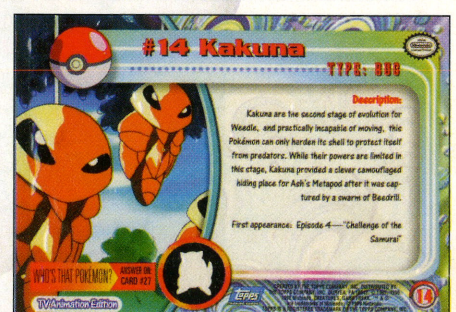 #14 Kakuna
TYPE: BUG
Description:
Kakuna are the second stage of evolution for
Weedle, and practically incapable of moving, this
Pokémon can only harden its shell to protect itself
from predators. While their powers are limited in
this stage, Kakuna provided a clever camouflaged
hiding place for Ash's Metapod after it was cap-
tured by a swarm of Beedrill.
First appearance: Episode 4—"Challenge of the
Samurai"
WHO'S THAT POKÉMON?
ANSWER ON
CARD #27
TV Animation Edition
Topps
14